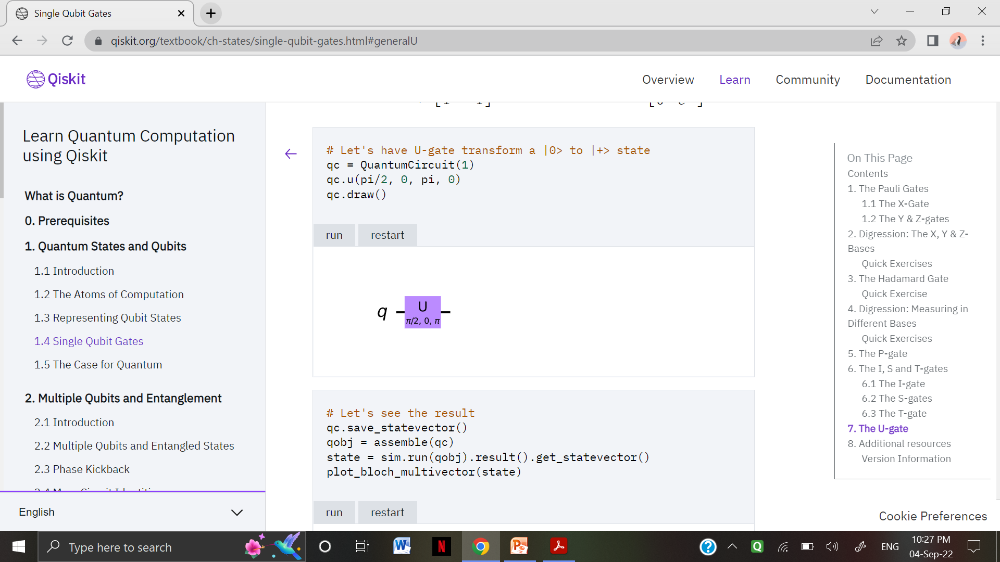 Single Qubit Gates
qiskit.org/textbook/ch-states/single-qubit-gates.html#generalU
Qiskit
Overview
Learn
Community
Documentation
Learn Quantum Computation
using Qiskit
What is Quantum?
0. Prerequisites
1. Quantum States and Qubits
1.1 Introduction
1.2 The Atoms of Computation
1.3 Representing Qubit States
1.4 Single Qubit Gates
1.5 The Case for Quantum
2. Multiple Qubits and Entanglement
2.1 Introduction
2.2 Multiple Qubits and Entangled States
2.3 Phase Kickback
English
# Let's have U-gate transform a |0> to |+> state
qc = QuantumCircuit(1)
qc.u(pi/2, 0, pi, 0)
qc.draw()
run
restart
q
U
π/2, 0, π
# Let's see the result
qc.save_statevector()
qobj = assemble(qc)
state = sim.run(qobj).result().get_statevector()
plot_bloch_multivector(state)
run
restart
On This Page
Contents
1. The Pauli Gates
1.1 The X-Gate
1.2 The Y & Z-gates
2. Digression: The X, Y & Z-
Bases
Quick Exercises
3. The Hadamard Gate
Quick Exercise
4. Digression: Measuring in
Different Bases
Quick Exercises
5. The P-gate
6. The I, S and T-gates
6.1 The I-gate
6.2 The S-gates
6.3 The T-gate
7. The U-gate
8. Additional resources
Version Information
Cookie Preferences
Type here to search
W
N
P
?
Q
ENG
10:27 PM
04-Sep-22